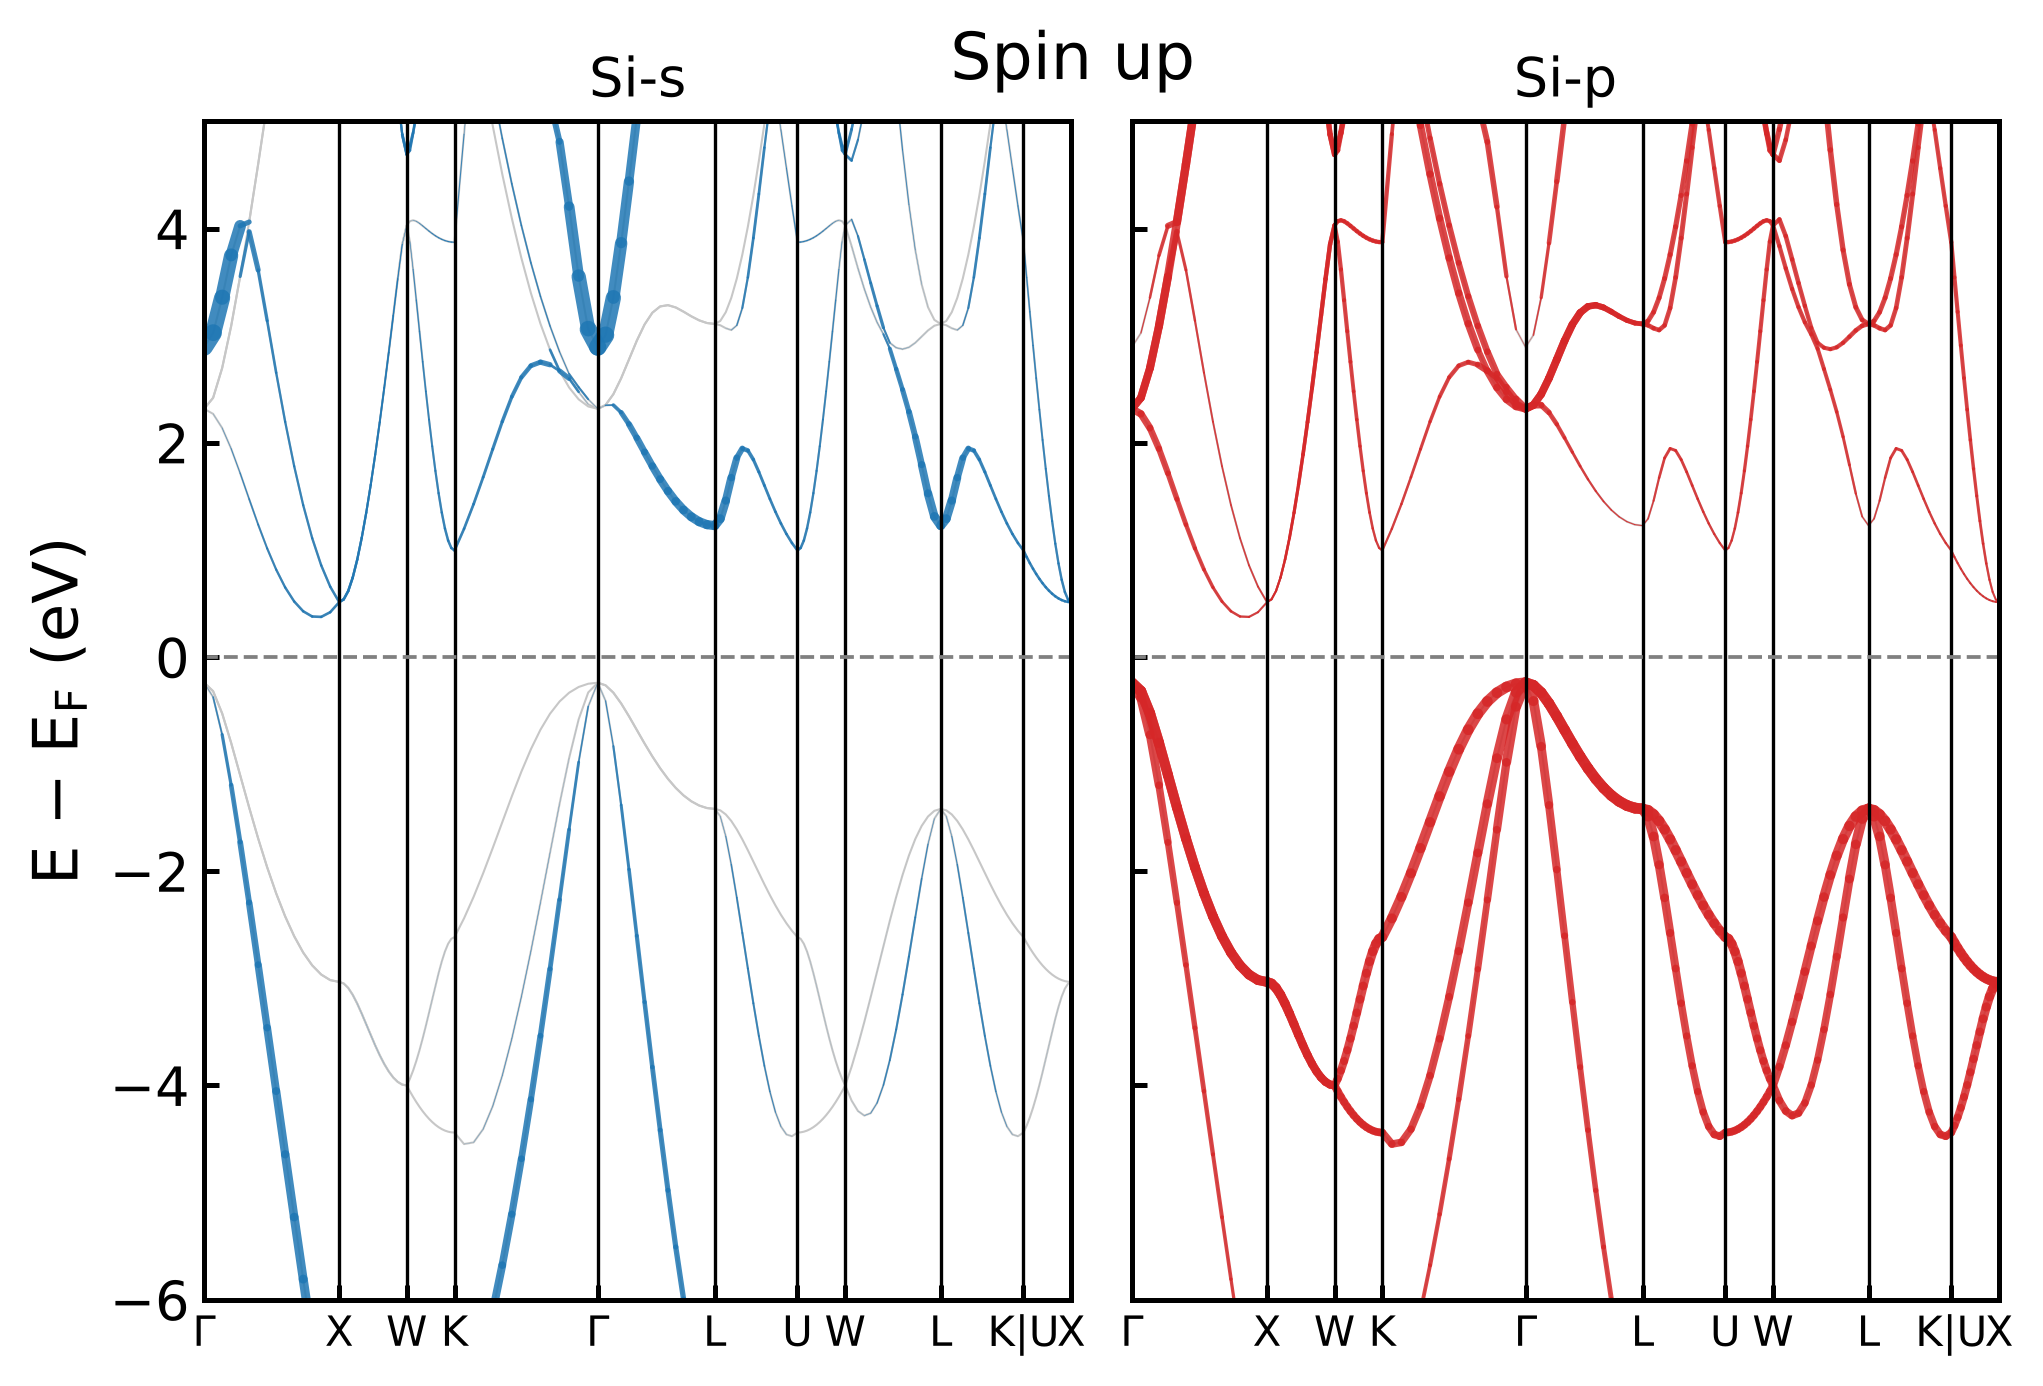 Spin up
Si-s
Si-p
E − E_F (eV)
4
2
0
−2
−4
−6
Γ X W K Γ L U W L K|U X
Γ X W K Γ L U W L K|U X